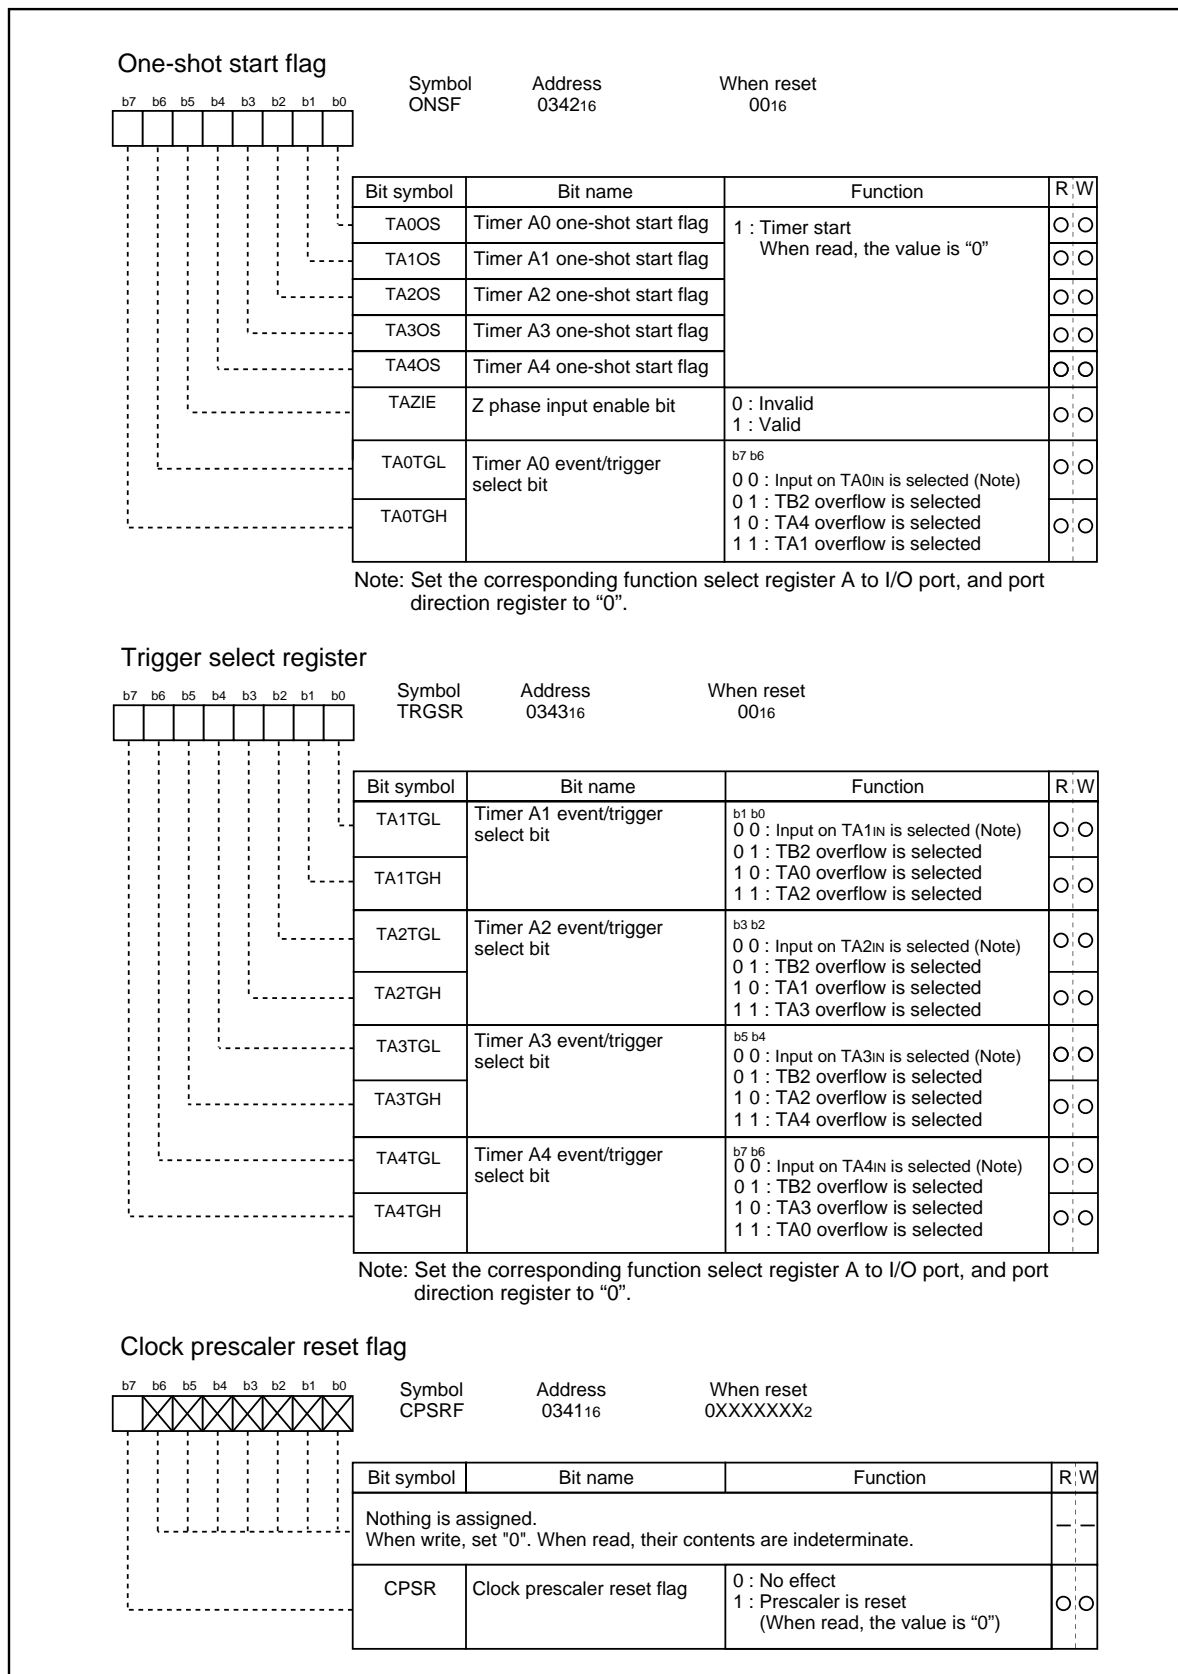 One-shot start flag
Symbol Address When reset
b7 b6 b5 b4 b3 b2 b1 b0
ONSF 034216 0016
Bit symbol Bit name Function R W
TA0OS Timer A0 one-shot start flag 1 : Timer start
When read, the value is “0”
TA1OS Timer A1 one-shot start flag
TA2OS Timer A2 one-shot start flag
TA3OS Timer A3 one-shot start flag
TA4OS Timer A4 one-shot start flag
TAZIE Z phase input enable bit 0 : Invalid
1 : Valid
b7 b6
TA0TGL Timer A0 event/trigger
select bit 0 0 : Input on TA0IN is selected (Note)
0 1 : TB2 overflow is selected
TA0TGH 1 0 : TA4 overflow is selected
1 1 : TA1 overflow is selected
Note: Set the corresponding function select register A to I/O port, and port
direction register to “0”.
Trigger select register
b7 b6 b5 b4 b3 b2 b1 b0
Symbol Address When reset
TRGSR 034316 0016
Bit symbol Bit name Function R W
TA1TGL Timer A1 event/trigger b1 b0
select bit 0 0 : Input on TA1IN is selected (Note)
0 1 : TB2 overflow is selected
TA1TGH 1 0 : TA0 overflow is selected
1 1 : TA2 overflow is selected
TA2TGL Timer A2 event/trigger b3 b2
select bit 0 0 : Input on TA2IN is selected (Note)
0 1 : TB2 overflow is selected
TA2TGH 1 0 : TA1 overflow is selected
1 1 : TA3 overflow is selected
TA3TGL Timer A3 event/trigger b5 b4
select bit 0 0 : Input on TA3IN is selected (Note)
0 1 : TB2 overflow is selected
TA3TGH 1 0 : TA2 overflow is selected
1 1 : TA4 overflow is selected
TA4TGL Timer A4 event/trigger b7 b6
select bit 0 0 : Input on TA4IN is selected (Note)
0 1 : TB2 overflow is selected
TA4TGH 1 0 : TA3 overflow is selected
1 1 : TA0 overflow is selected
Note: Set the corresponding function select register A to I/O port, and port
direction register to “0”.
Clock prescaler reset flag
b7 b6 b5 b4 b3 b2 b1 b0
Symbol Address When reset
CPSRF 034116 0XXXXXXX2
Bit symbol Bit name Function R W
Nothing is assigned.
When write, set "0". When read, their contents are indeterminate. — —
CPSR Clock prescaler reset flag 0 : No effect
1 : Prescaler is reset
(When read, the value is “0”)